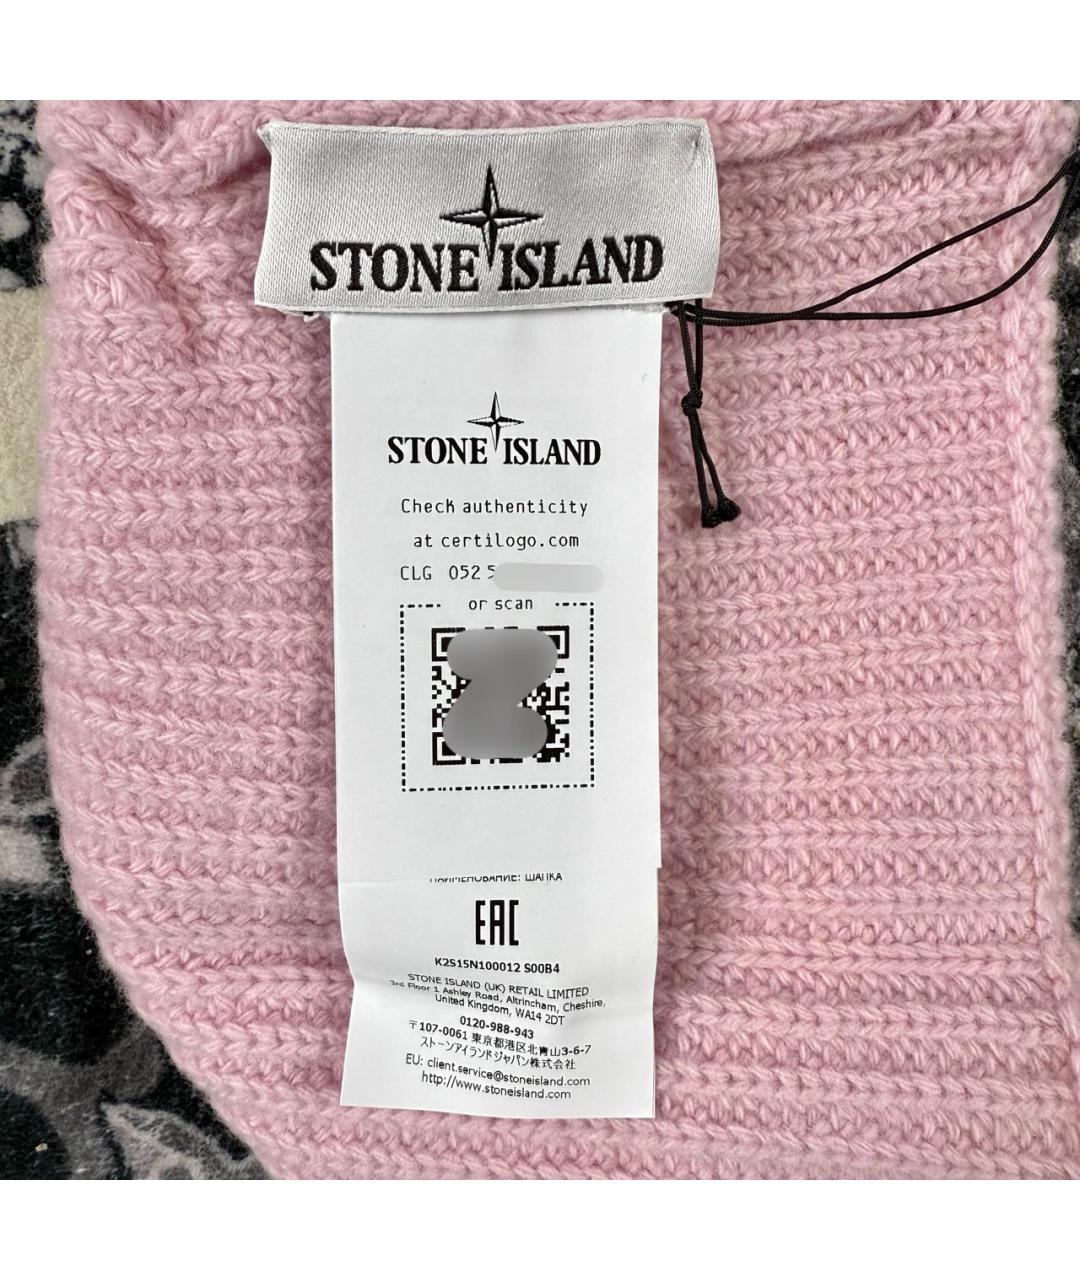 STONE ISLAND
STONE ISLAND
Check authenticity
at certilogo.com
CLG 052 5
or scan
НАИМЕНОВАНИЕ: ШАПКА
EAC
K2S15N100012 S00B4
STONE ISLAND (UK) RETAIL LIMITED
3rd Floor 1 Ashley Road, Altrincham, Cheshire,
United Kingdom, WA14 2DT
0120-988-943
〒107-0061 東京都港区北青山3-6-7
ストーンアイランドジャパン株式会社
EU: client.service@stoneisland.com
http://www.stoneisland.com